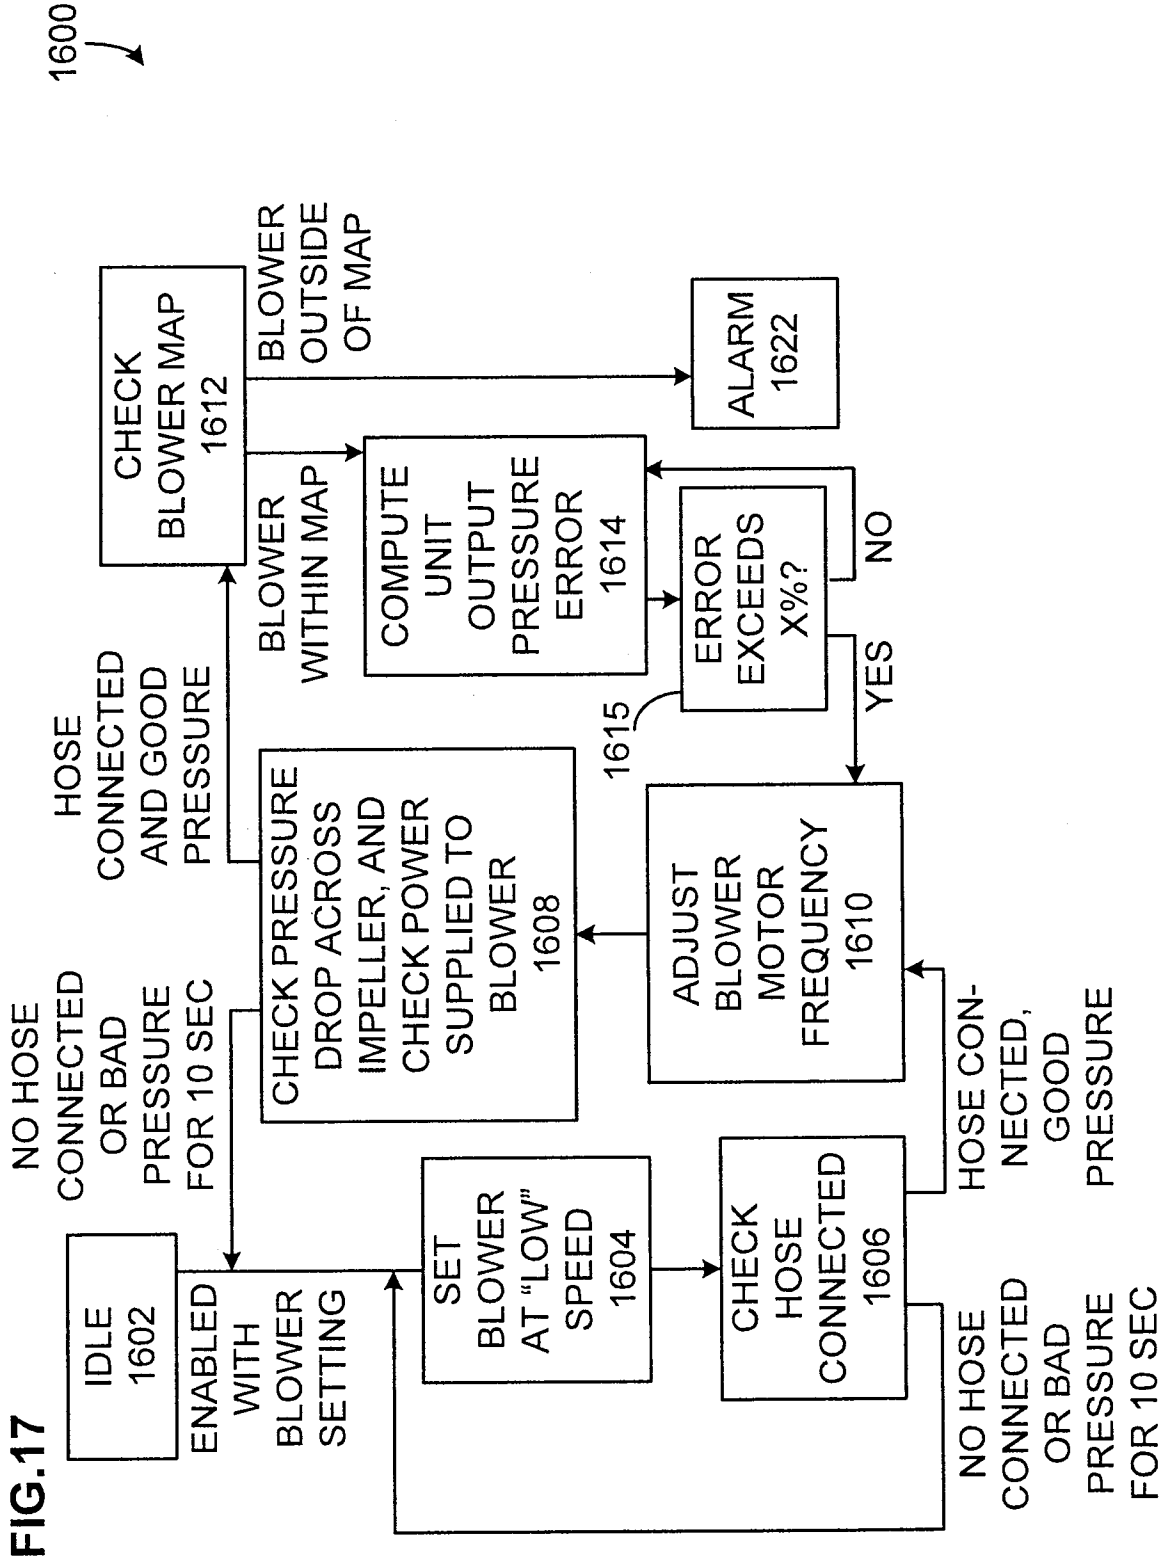 FIG.17
1600
IDLE
1602
ENABLED
WITH
BLOWER
SETTING
NO HOSE
CONNECTED
OR BAD
PRESSURE
FOR 10 SEC
SET
BLOWER
AT “LOW”
SPEED
1604
CHECK
HOSE
CONNECTED
1606
NO HOSE
CONNECTED
OR BAD
PRESSURE
FOR 10 SEC
HOSE CON-
NECTED,
GOOD
PRESSURE
ADJUST
BLOWER
MOTOR
FREQUENCY
1610
CHECK PRESSURE
DROP ACROSS
IMPELLER, AND
CHECK POWER
SUPPLIED TO
BLOWER
1608
HOSE
CONNECTED
AND GOOD
PRESSURE
CHECK
BLOWER MAP
1612
BLOWER
WITHIN MAP
BLOWER
OUTSIDE
OF MAP
COMPUTE
UNIT
OUTPUT
PRESSURE
ERROR
1614
1615
ERROR
EXCEEDS
X%?
YES
NO
ALARM
1622